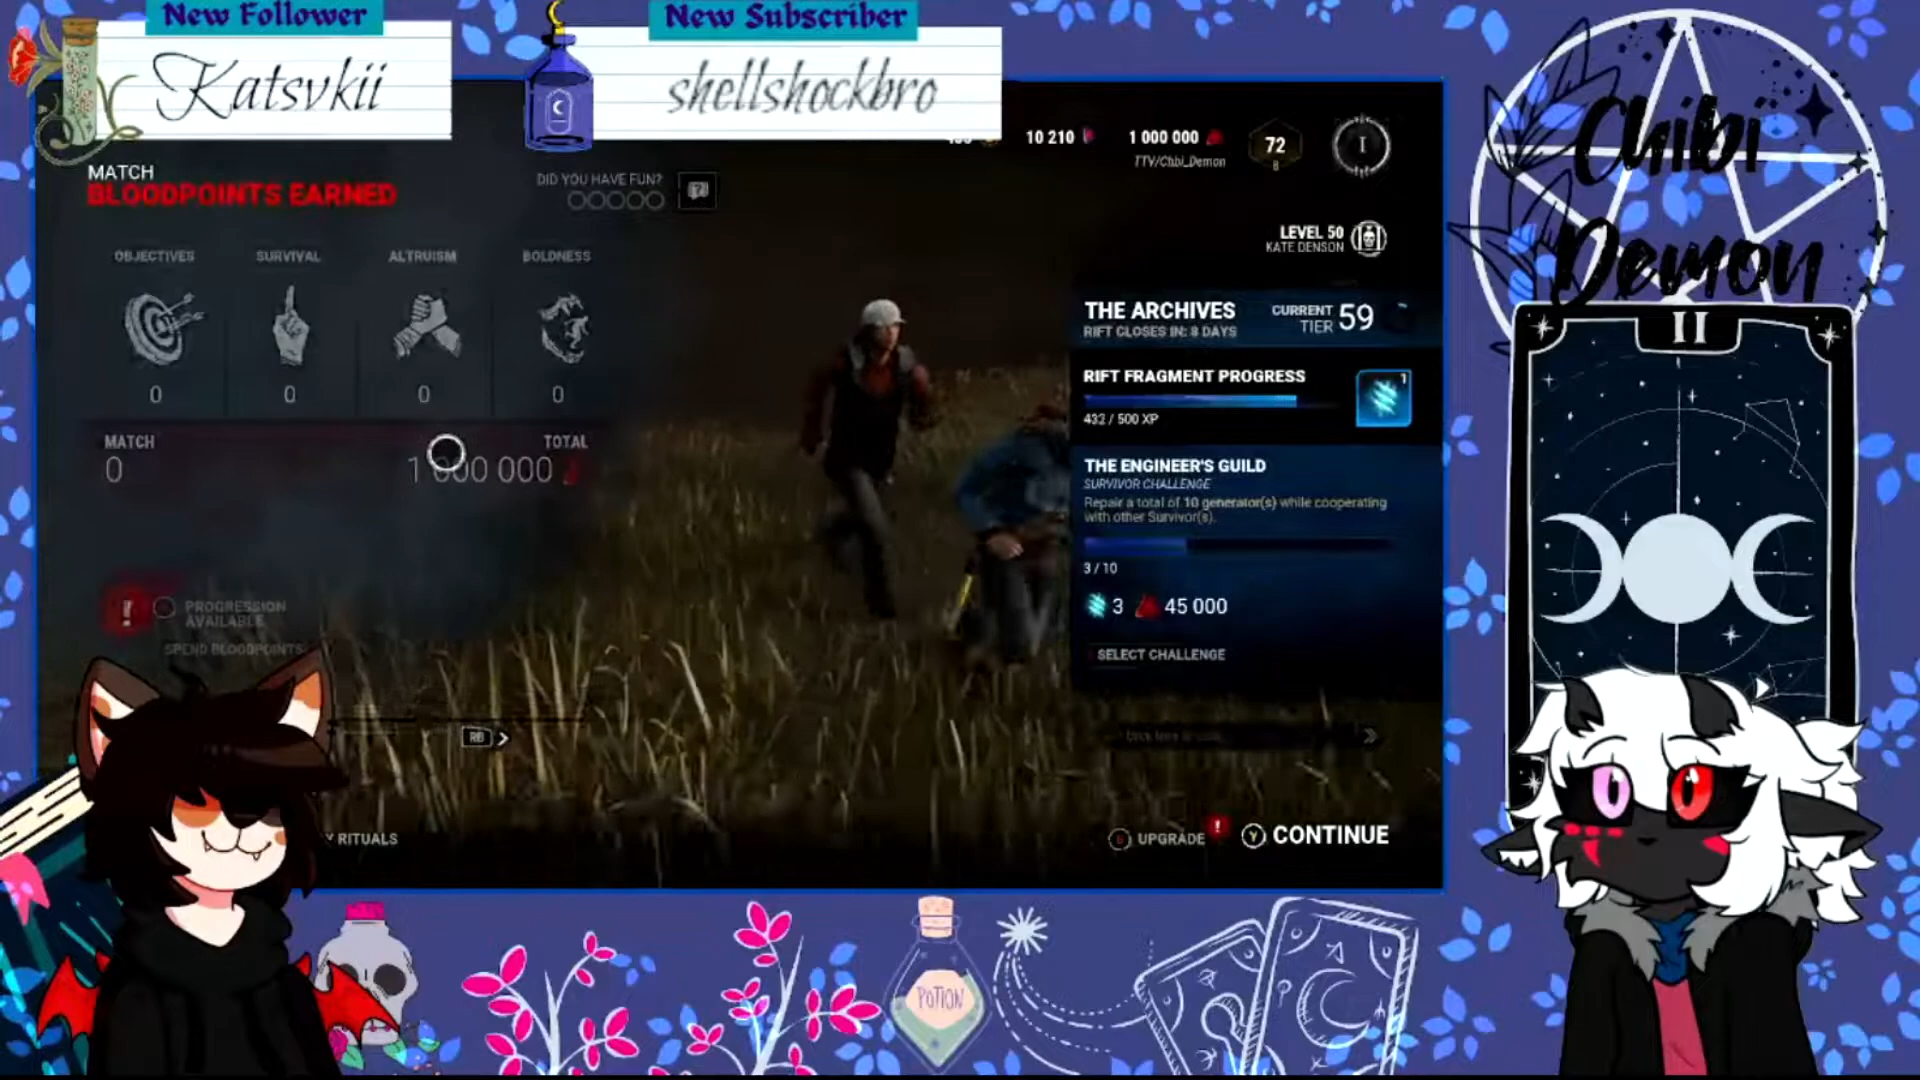 New Follower
Katsvkii
New Subscriber
shellshockbro
10 210
1 000 000
TTV/Chibi_Demon
72
I
MATCH
BLOODPOINTS EARNED
DID YOU HAVE FUN?
LEVEL 50
KATE DENSON
OBJECTIVES
SURVIVAL
ALTRUISM
BOLDNESS
0
0
0
0
MATCH
0
TOTAL
1 000 000
THE ARCHIVES
RIFT CLOSES IN: 8 DAYS
CURRENT
TIER 59
RIFT FRAGMENT PROGRESS
1
432 / 500 XP
THE ENGINEER'S GUILD
SURVIVOR CHALLENGE
Repair a total of 10 generator(s) while cooperating
with other Survivor(s).
3 / 10
3
45 000
SELECT CHALLENGE
! PROGRESSION
AVAILABLE
SPEND BLOODPOINTS
RB
RITUALS
UPGRADE !
Y CONTINUE
Chibi
Demon
II
POTION